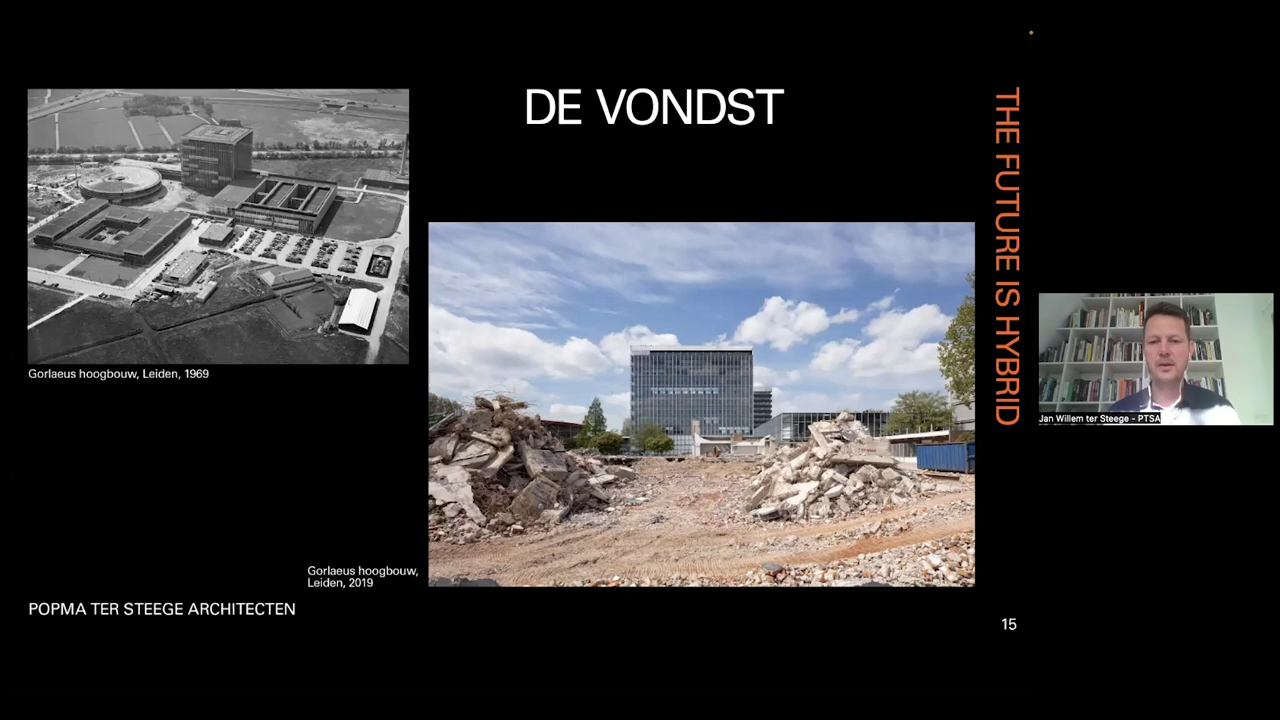 DE VONDST
THE FUTURE IS HYBRID
Gorlaeus hoogbouw, Leiden, 1969
Jan Willem ter Steege - PTSA
Gorlaeus hoogbouw,
Leiden, 2019
POPMA TER STEEGE ARCHITECTEN
15